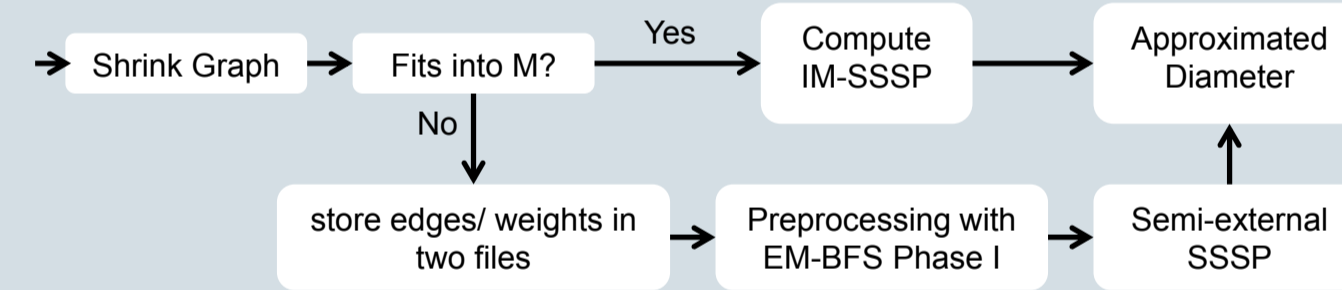 Shrink Graph
Fits into M?
Yes
Compute
IM-SSSP
Approximated
Diameter
No
store edges/ weights in
two files
Preprocessing with
EM-BFS Phase I
Semi-external
SSSP